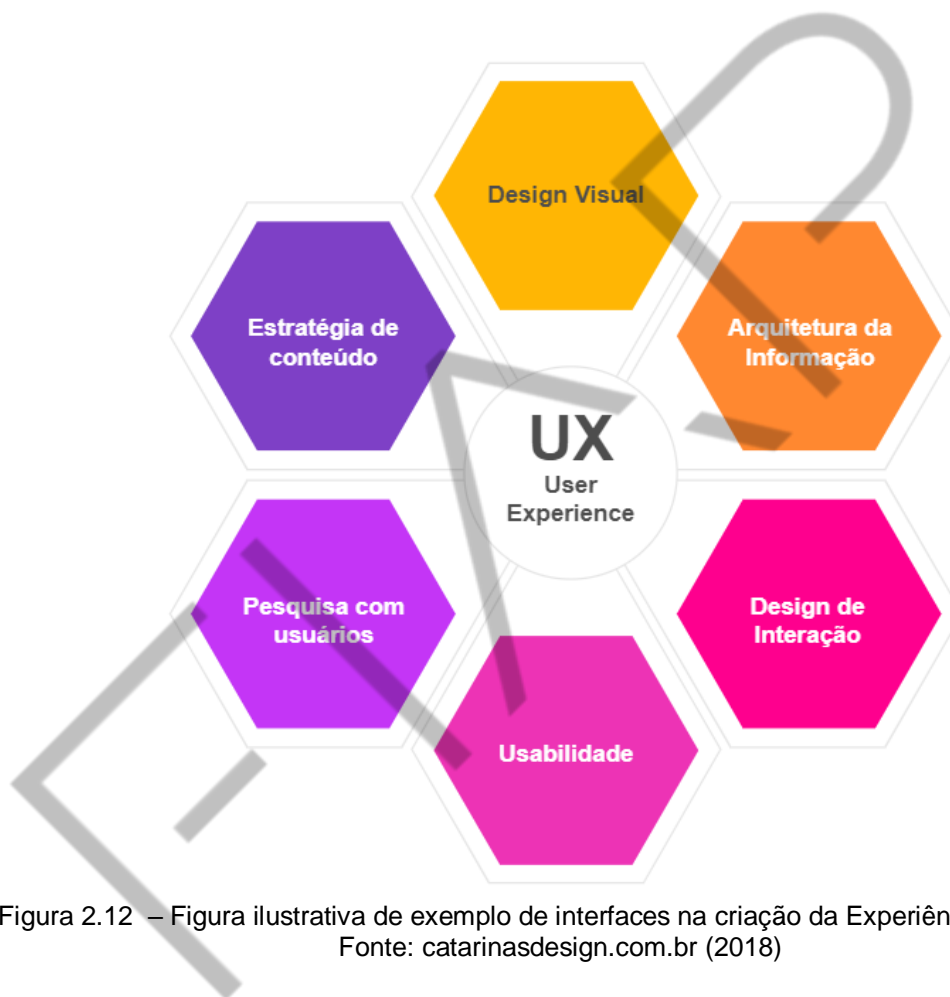 Design Visual
Estratégia de
conteúdo
Arquitetura da
Informação
UX
User
Experience
Pesquisa com
usuários
Design de
Interação
Usabilidade
Figura 2.12 – Figura ilustrativa de exemplo de interfaces na criação da Experiên
Fonte: catarinasdesign.com.br (2018)
FIAP